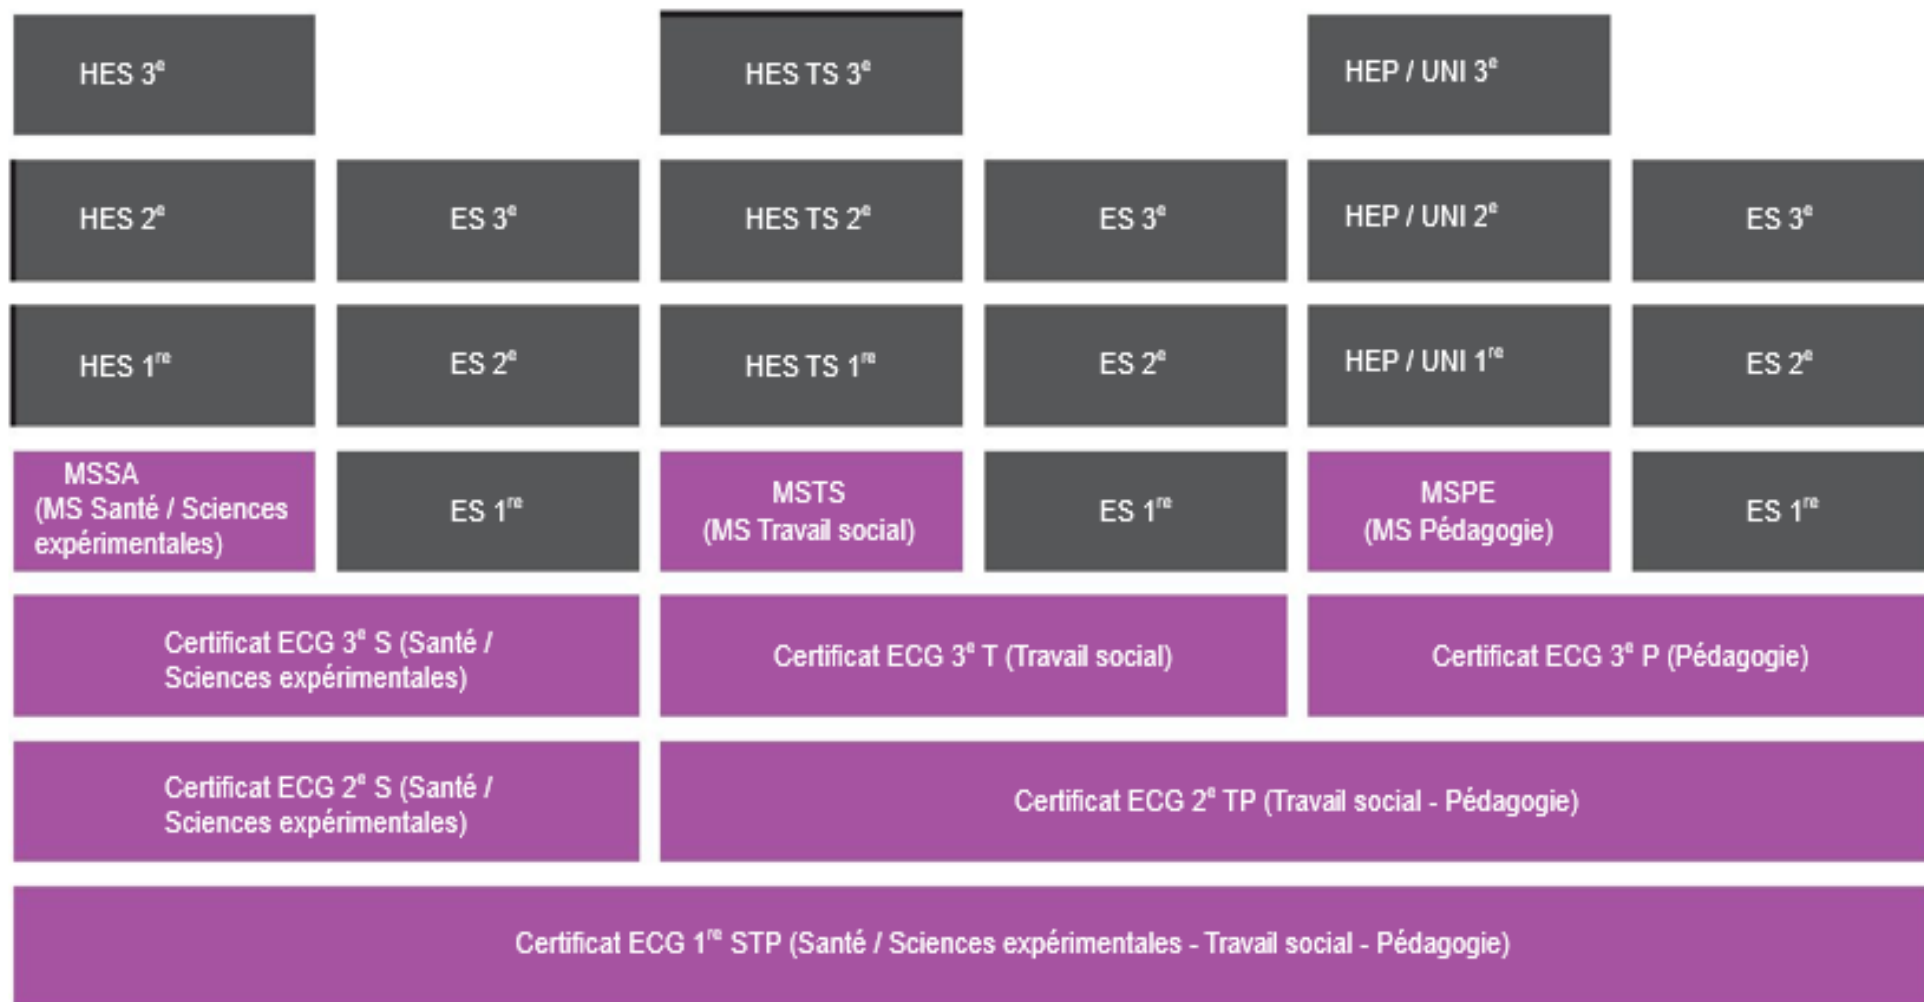 HES 3ᵉ
HES TS 3ᵉ
HEP / UNI 3ᵉ
HES 2ᵉ
ES 3ᵉ
HES TS 2ᵉ
ES 3ᵉ
HEP / UNI 2ᵉ
ES 3ᵉ
HES 1ʳᵉ
ES 2ᵉ
HES TS 1ʳᵉ
ES 2ᵉ
HEP / UNI 1ʳᵉ
ES 2ᵉ
MSSA
(MS Santé / Sciences
expérimentales)
ES 1ʳᵉ
MSTS
(MS Travail social)
ES 1ʳᵉ
MSPE
(MS Pédagogie)
ES 1ʳᵉ
Certificat ECG 3ᵉ S (Santé /
Sciences expérimentales)
Certificat ECG 3ᵉ T (Travail social)
Certificat ECG 3ᵉ P (Pédagogie)
Certificat ECG 2ᵉ S (Santé /
Sciences expérimentales)
Certificat ECG 2ᵉ TP (Travail social - Pédagogie)
Certificat ECG 1ʳᵉ STP (Santé / Sciences expérimentales - Travail social - Pédagogie)